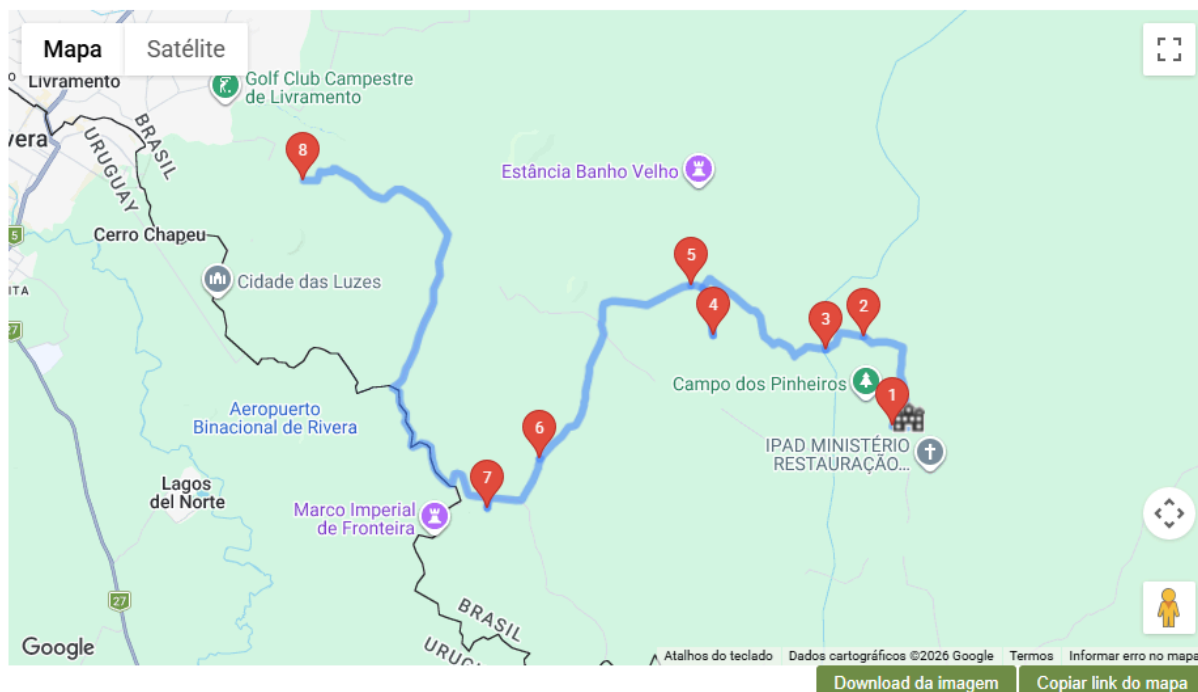 Mapa
Satélite
Livramento
Golf Club Campestre
de Livramento
BRASIL
URUGUAY
8
Estância Banho Velho
5
Cerro Chapeu
5
Cidade das Luzes
4
2
3
27
Campo dos Pinheiros
1
Aeropuerto
Binacional de Rivera
6
IPAD MINISTÉRIO
RESTAURAÇÃO...
7
Lagos
del Norte
Marco Imperial
de Fronteira
27
BRASIL
Google
Atalhos do teclado
Dados cartográficos ©2026 Google
Termos
Informar erro no mapa
Download da imagem
Copiar link do mapa